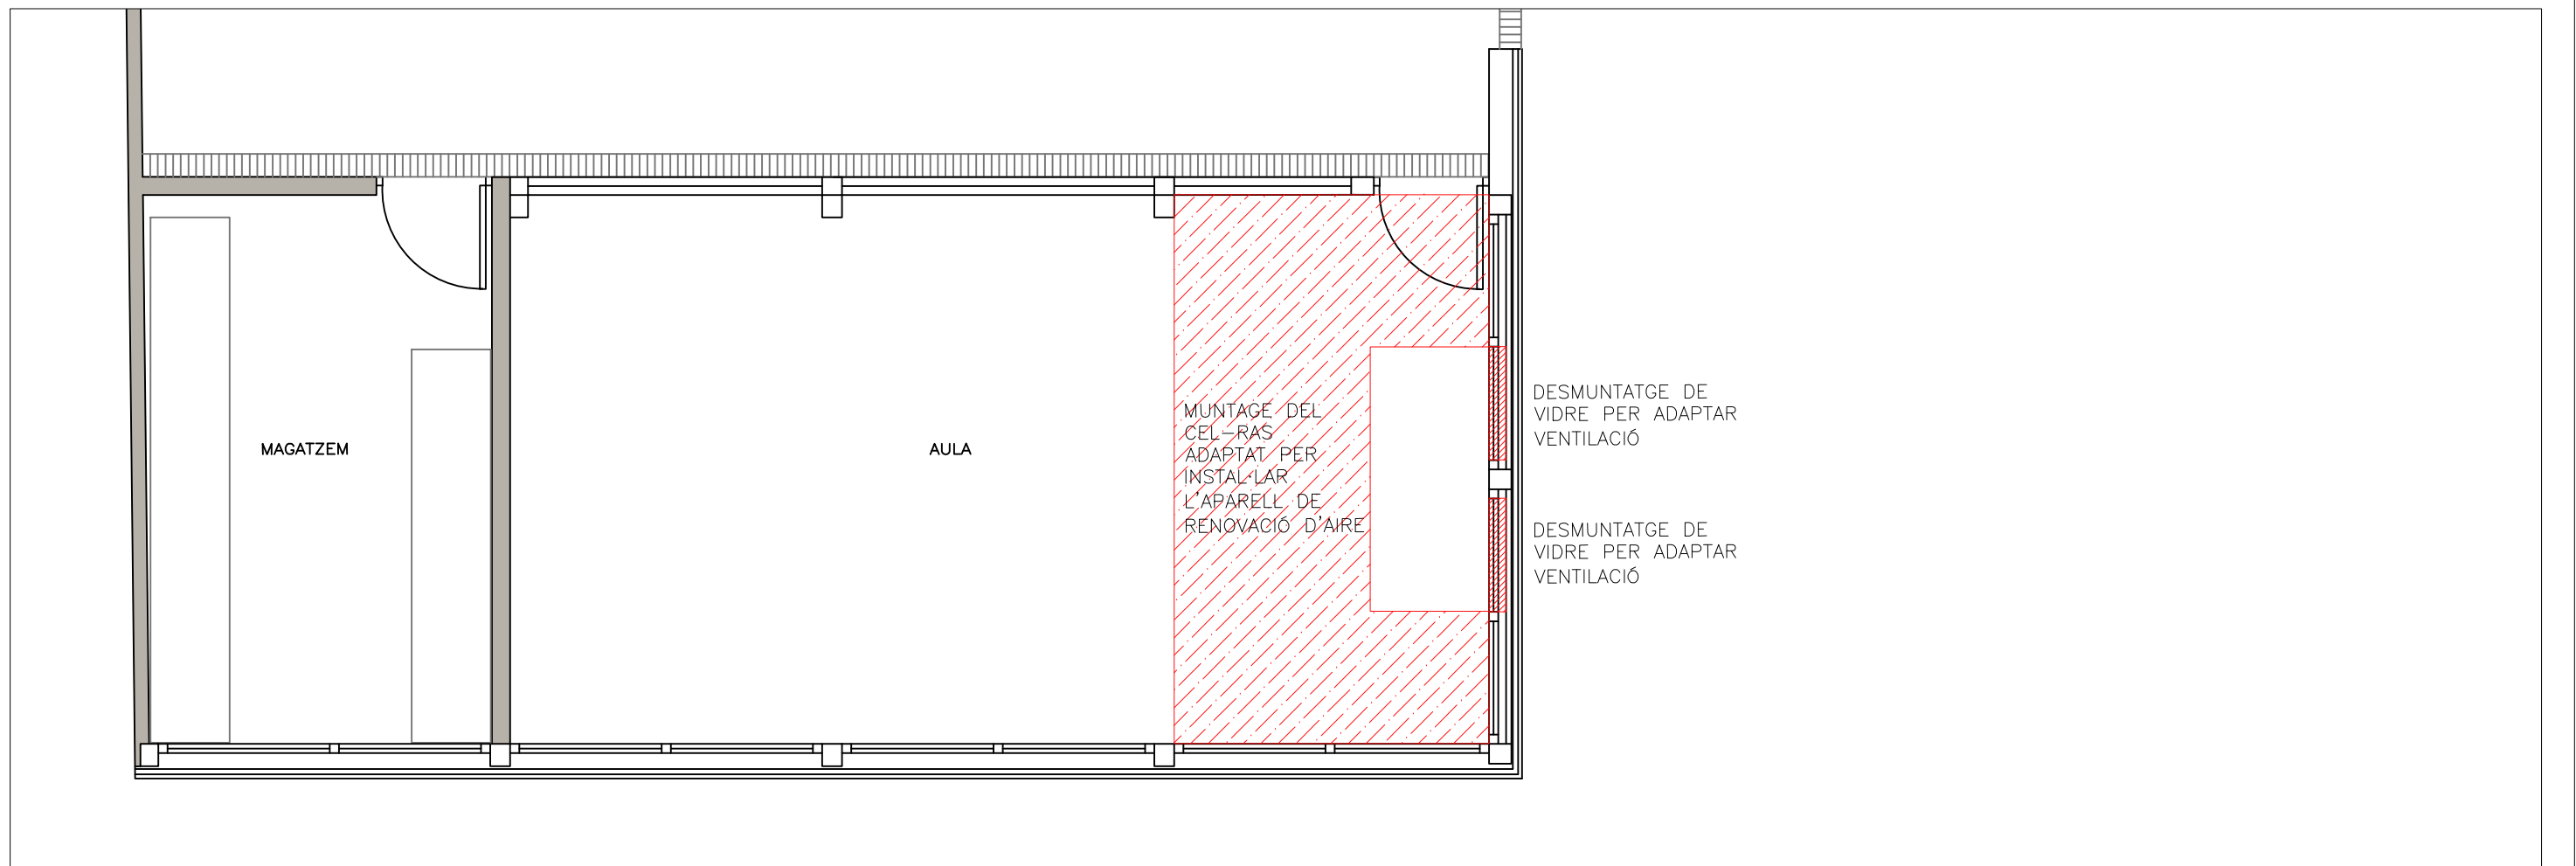 MAGATZEM
AULA
MUNTAGE DEL
CEL-RAS
ADAPTAT PER
INSTAL·LAR
L'APARELL DE
RENOVACIÓ D'AIRE
DESMUNTATGE DE
VIDRE PER ADAPTAR
VENTILACIÓ
DESMUNTATGE DE
VIDRE PER ADAPTAR
VENTILACIÓ